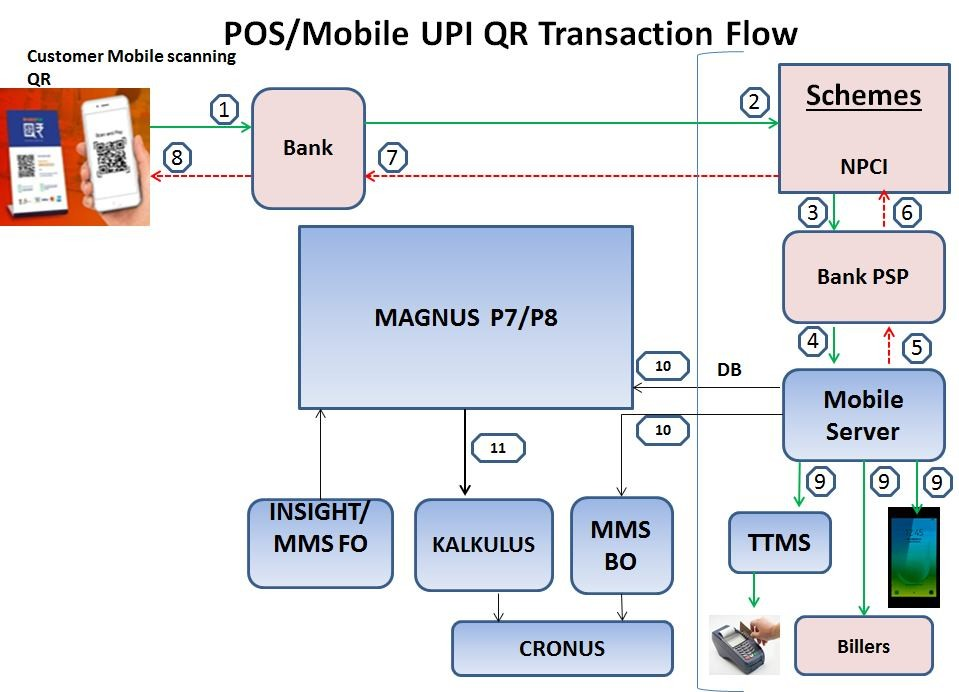 POS/Mobile UPI QR Transaction Flow
Customer Mobile scanning
QR
1
2
Schemes
Bank
8
7
NPCI
3
6
Bank PSP
MAGNUS P7/P8
4
5
10
DB
Mobile
Server
10
11
9
9
9
INSIGHT/
MMS FO
KALKULUS
MMS
BO
TTMS
CRONUS
Billers